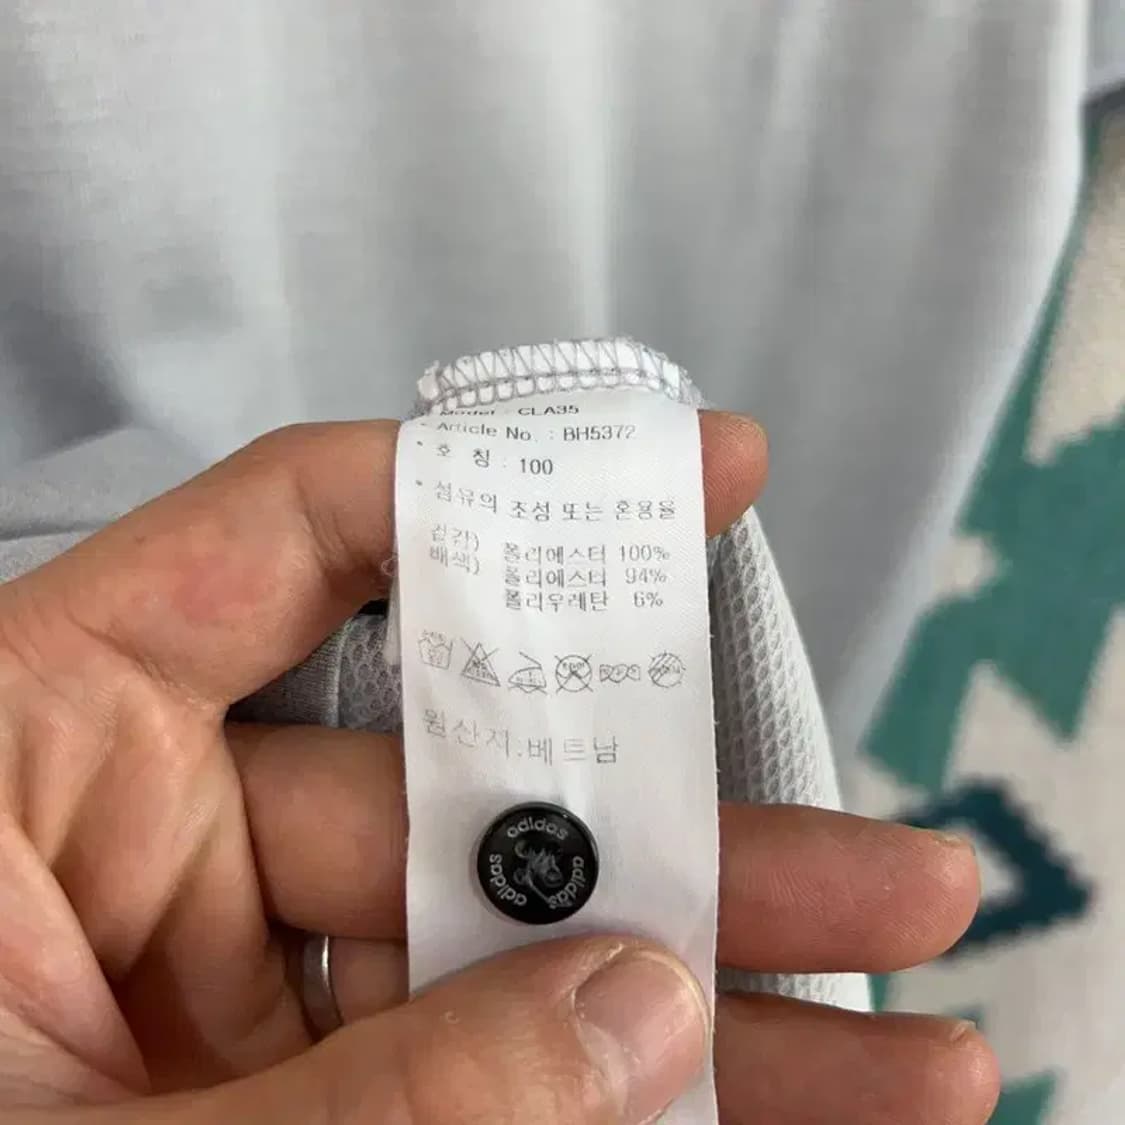 Model : CLA35
* Article No. : BH5372
* 호 칭 : 100
* 섬유의 조성 또는 혼용율
겉감) 폴리에스터 100%
배색) 폴리에스터 94%
폴리우레탄 6%
원산지:베트남
adidas
adidas
adidas